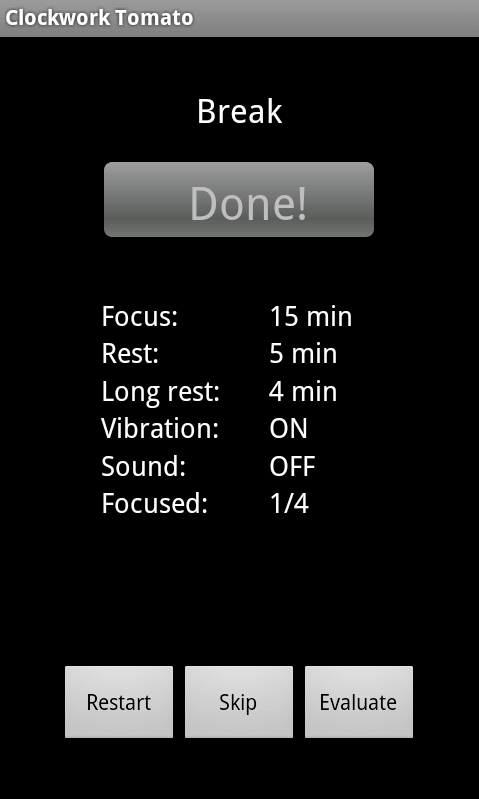 Clockwork Tomato
Break
Done!
Focus: 15 min
Rest: 5 min
Long rest: 4 min
Vibration: ON
Sound: OFF
Focused: 1/4
Restart Skip Evaluate